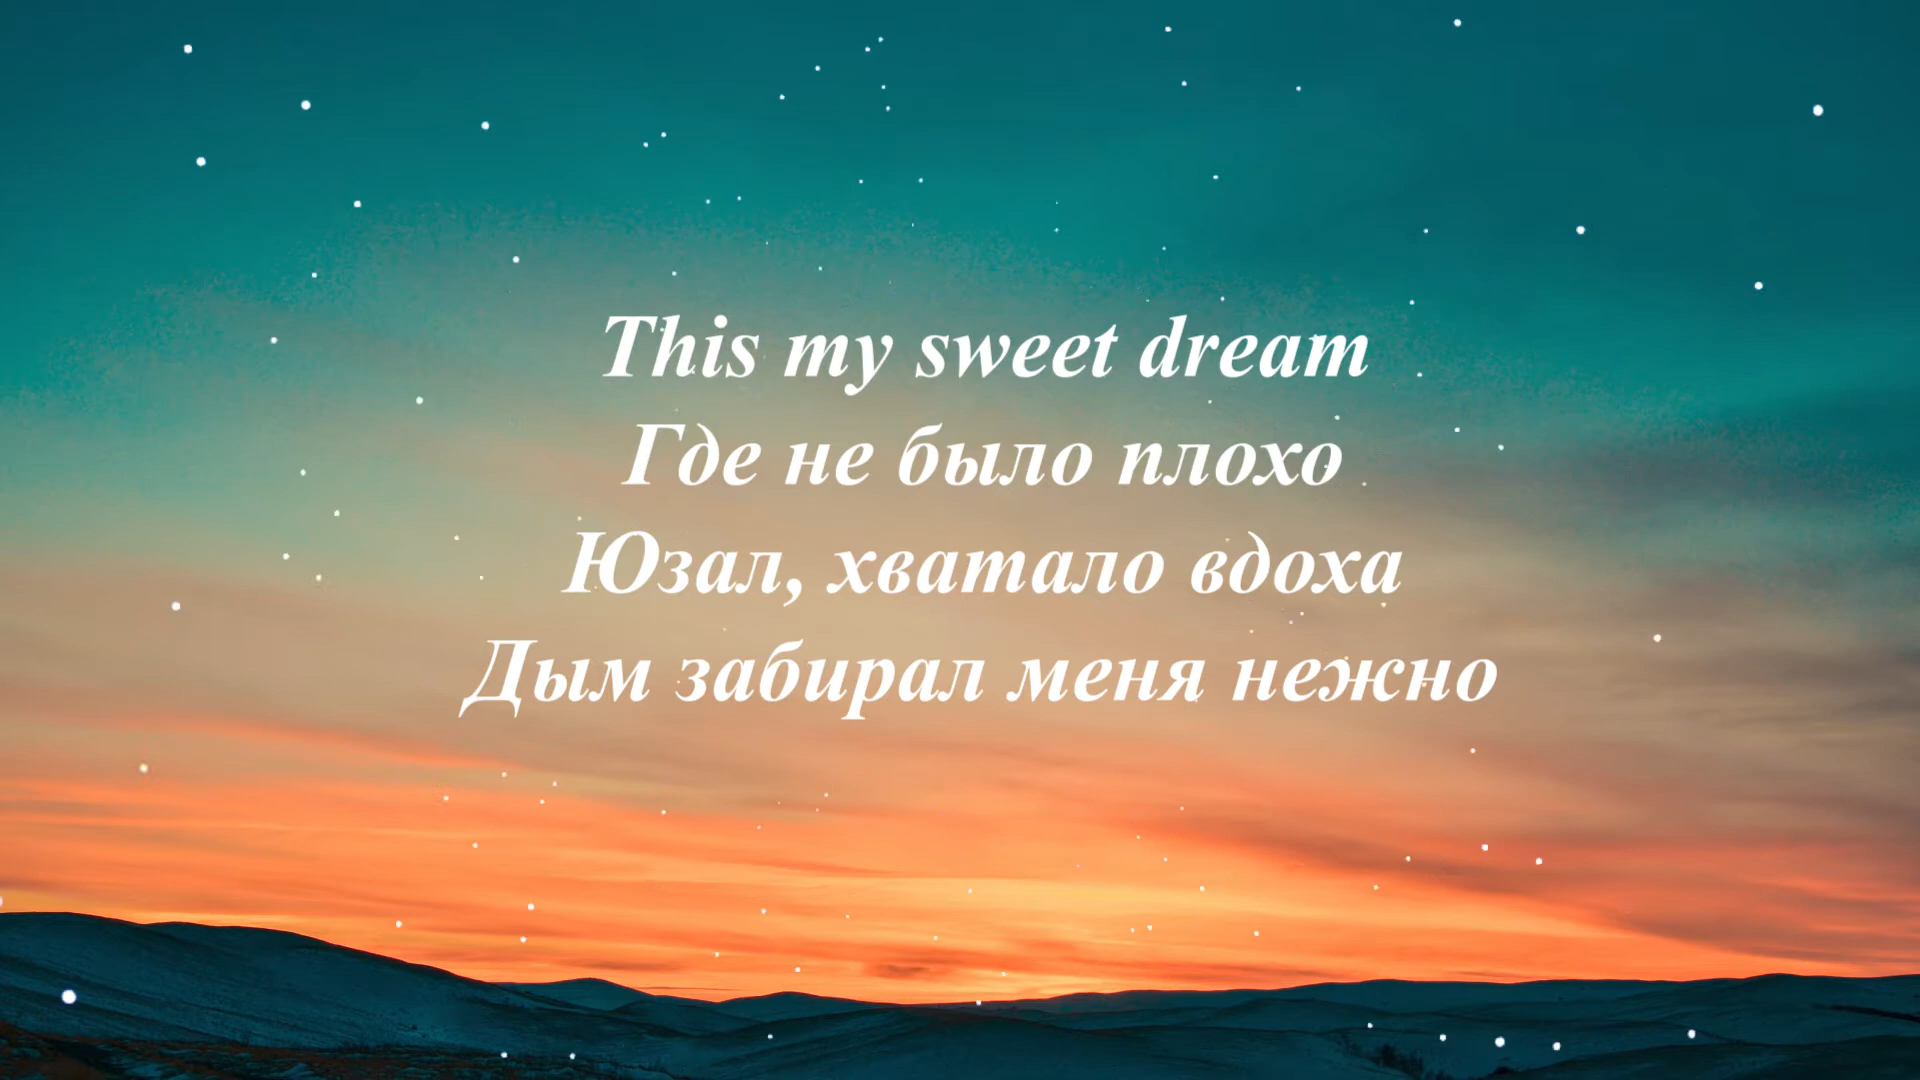 This my sweet dream
Где не было плохо
Юзал, хватало вдоха
Дым забирал меня нежно